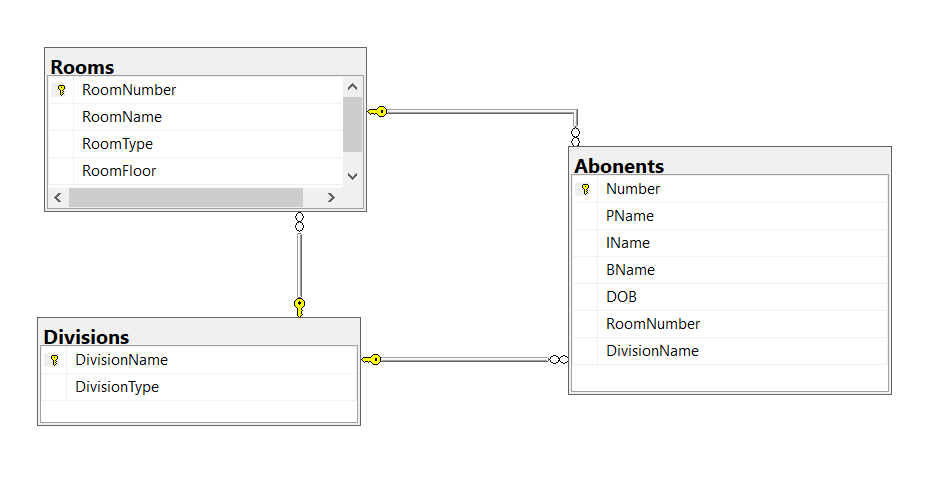 Rooms
RoomNumber
RoomName
RoomType
RoomFloor
Abonents
Number
PName
IName
BName
DOB
RoomNumber
DivisionName
Divisions
DivisionName
DivisionType